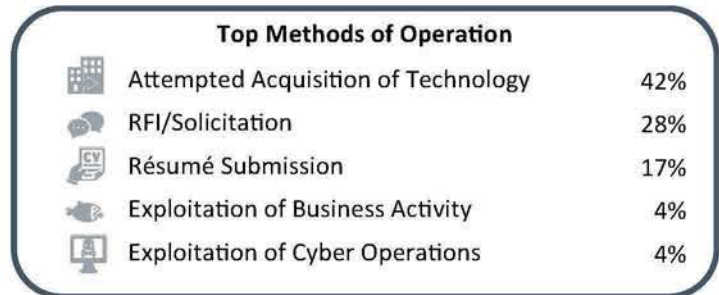 Top Methods of Operation
Attempted Acquisition of Technology 42%
RFI/Solicitation 28%
CV
Résumé Submission 17%
Exploitation of Business Activity 4%
Exploitation of Cyber Operations 4%